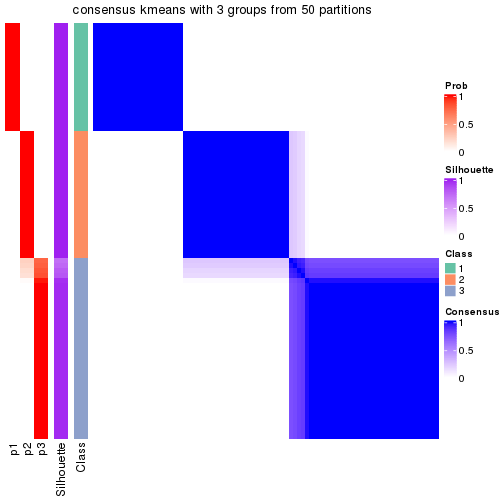 consensus kmeans with 3 groups from 50 partitions
Prob
1
0.5
0
Silhouette
1
0.5
0
Class
1
2
3
Consensus
1
0.5
0
p1
p2
p3
Silhouette
Class